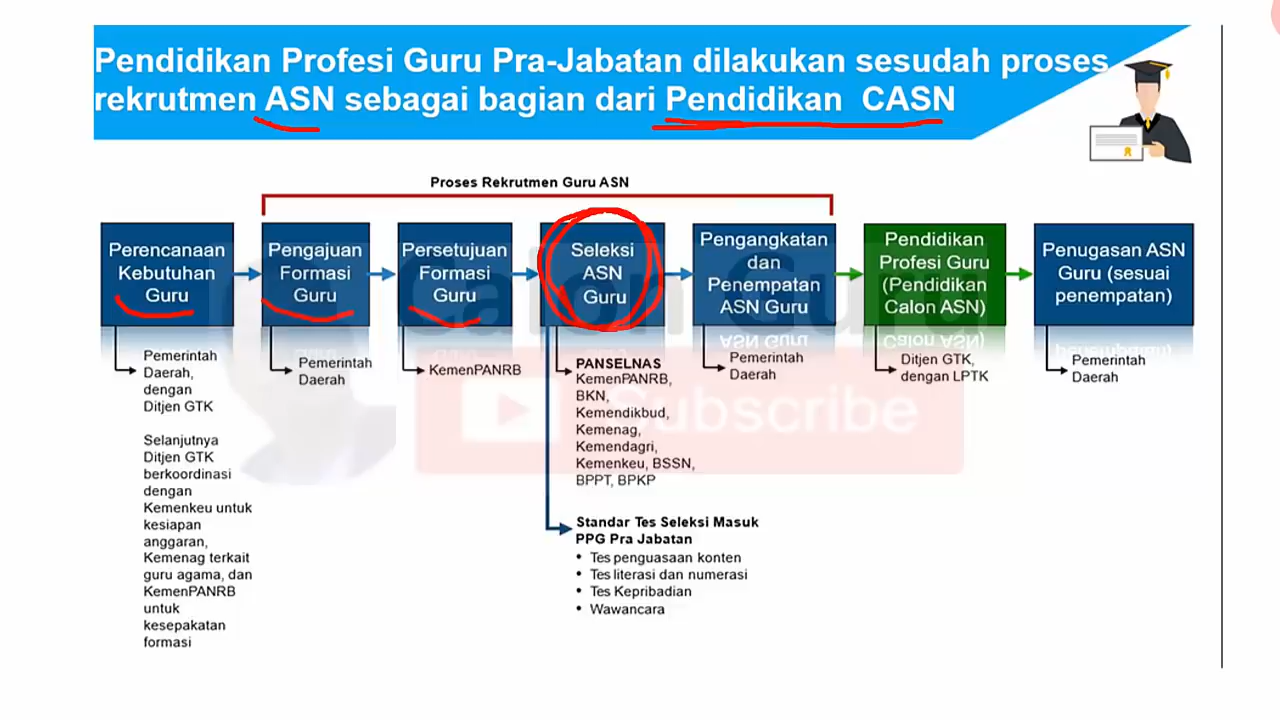 Pendidikan Profesi Guru Pra-Jabatan dilakukan sesudah proses
rekrutmen ASN sebagai bagian dari Pendidikan CASN
Proses Rekrutmen Guru ASN
Perencanaan
Kebutuhan
Guru
Pengajuan
Formasi
Guru
Persetujuan
Formasi
Guru
Seleksi
ASN
Guru
Pengangkatan
dan
Penempatan
ASN Guru
Pendidikan
Profesi Guru
(Pendidikan
Calon ASN)
Penugasan ASN
Guru (sesuai
penempatan)
Pemerintah
Daerah,
dengan
Ditjen GTK
Selanjutnya
Ditjen GTK
berkoordinasi
dengan
Kemenkeu untuk
kesiapan
anggaran,
Kemenag terkait
guru agama, dan
KemenPANRB
untuk
kesepakatan
formasi
Pemerintah
Daerah
KemenPANRB
PANSELNAS
KemenPANRB,
BKN,
Kemendikbud,
Kemenag,
Kemendagri,
Kemenkeu, BSSN,
BPPT, BPKP
Standar Tes Seleksi Masuk
PPG Pra Jabatan
• Tes penguasaan konten
• Tes literasi dan numerasi
• Tes Kepribadian
• Wawancara
Pemerintah
Daerah
Ditjen GTK,
dengan LPTK
Pemerintah
Daerah
Calon Guru
Subscribe